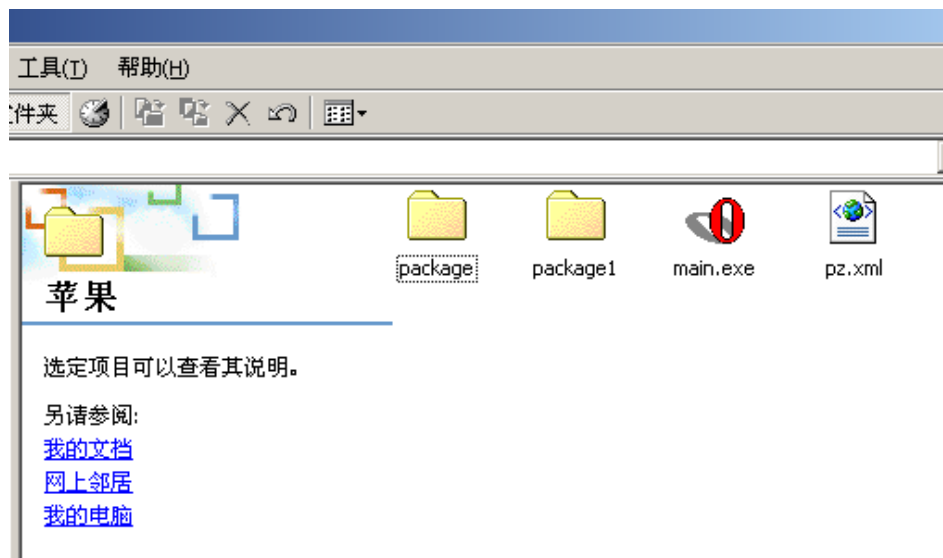 工具(T) 帮助(H)
件夹
package package1 main.exe pz.xml
苹果
选定项目可以查看其说明。
另请参阅:
我的文档
网上邻居
我的电脑